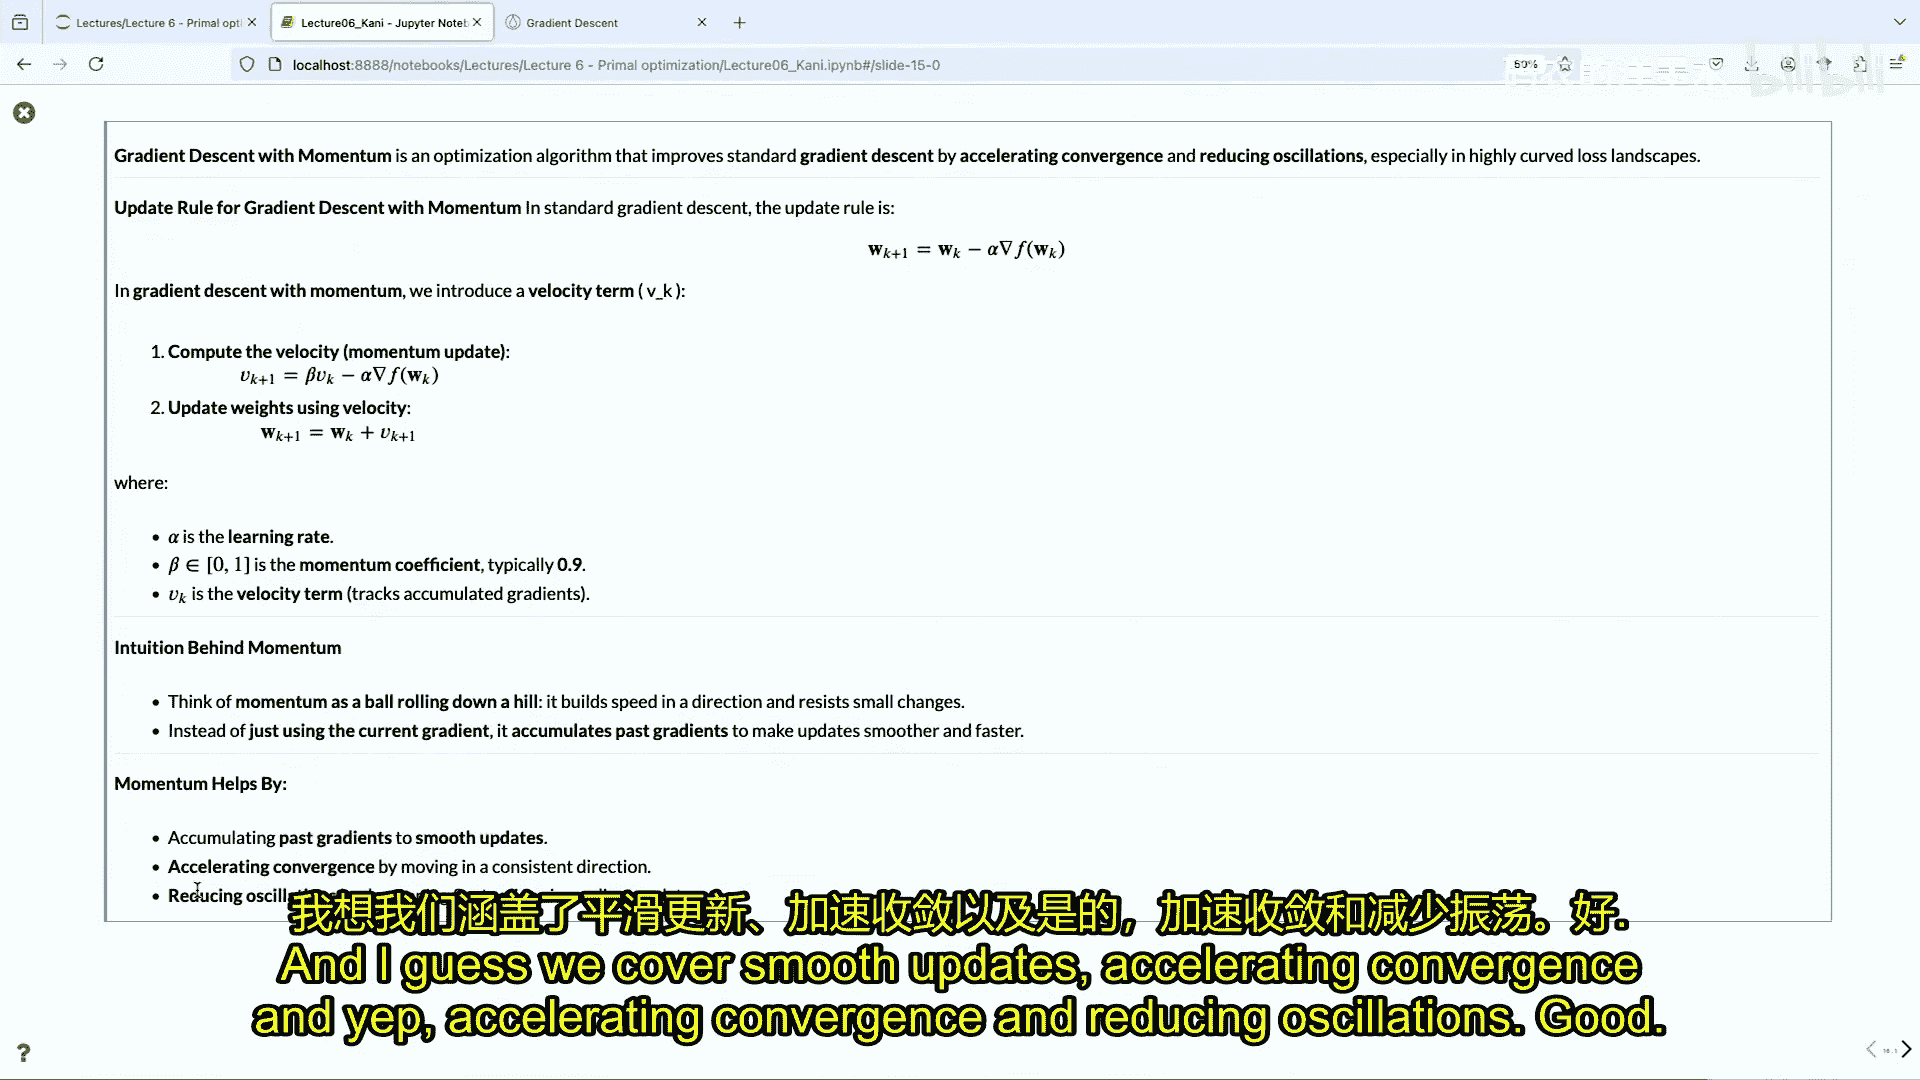 Lectures/Lecture 6 - Primal opti
Lecture06_Kani - Jupyter Noteb
Gradient Descent
localhost:8888/notebooks/Lectures/Lecture 6 - Primal optimization/Lecture06_Kani.ipynb#/slide-15-0
bilibili
Gradient Descent with Momentum is an optimization algorithm that improves standard gradient descent by accelerating convergence and reducing oscillations, especially in highly curved loss landscapes.
Update Rule for Gradient Descent with Momentum In standard gradient descent, the update rule is:
w_{k+1} = w_k − α∇f(w_k)
In gradient descent with momentum, we introduce a velocity term ( v_k ):
1. Compute the velocity (momentum update):
υ_{k+1} = βυ_k − α∇f(w_k)
2. Update weights using velocity:
w_{k+1} = w_k + υ_{k+1}
where:
• α is the learning rate.
• β ∈ [0, 1] is the momentum coefficient, typically 0.9.
• υ_k is the velocity term (tracks accumulated gradients).
Intuition Behind Momentum
• Think of momentum as a ball rolling down a hill: it builds speed in a direction and resists small changes.
• Instead of just using the current gradient, it accumulates past gradients to make updates smoother and faster.
Momentum Helps By:
• Accumulating past gradients to smooth updates.
• Accelerating convergence by moving in a consistent direction.
• Reducing
我想我们涵盖了平滑更新、加速收敛以及是的，加速收敛和减少振荡。好.
And I guess we cover smooth updates, accelerating convergence
and yep, accelerating convergence and reducing oscillations. Good.
?